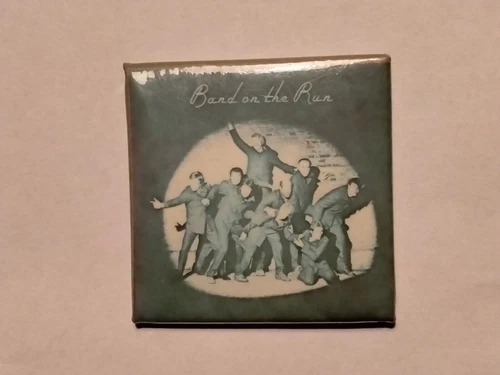 Band on the Run